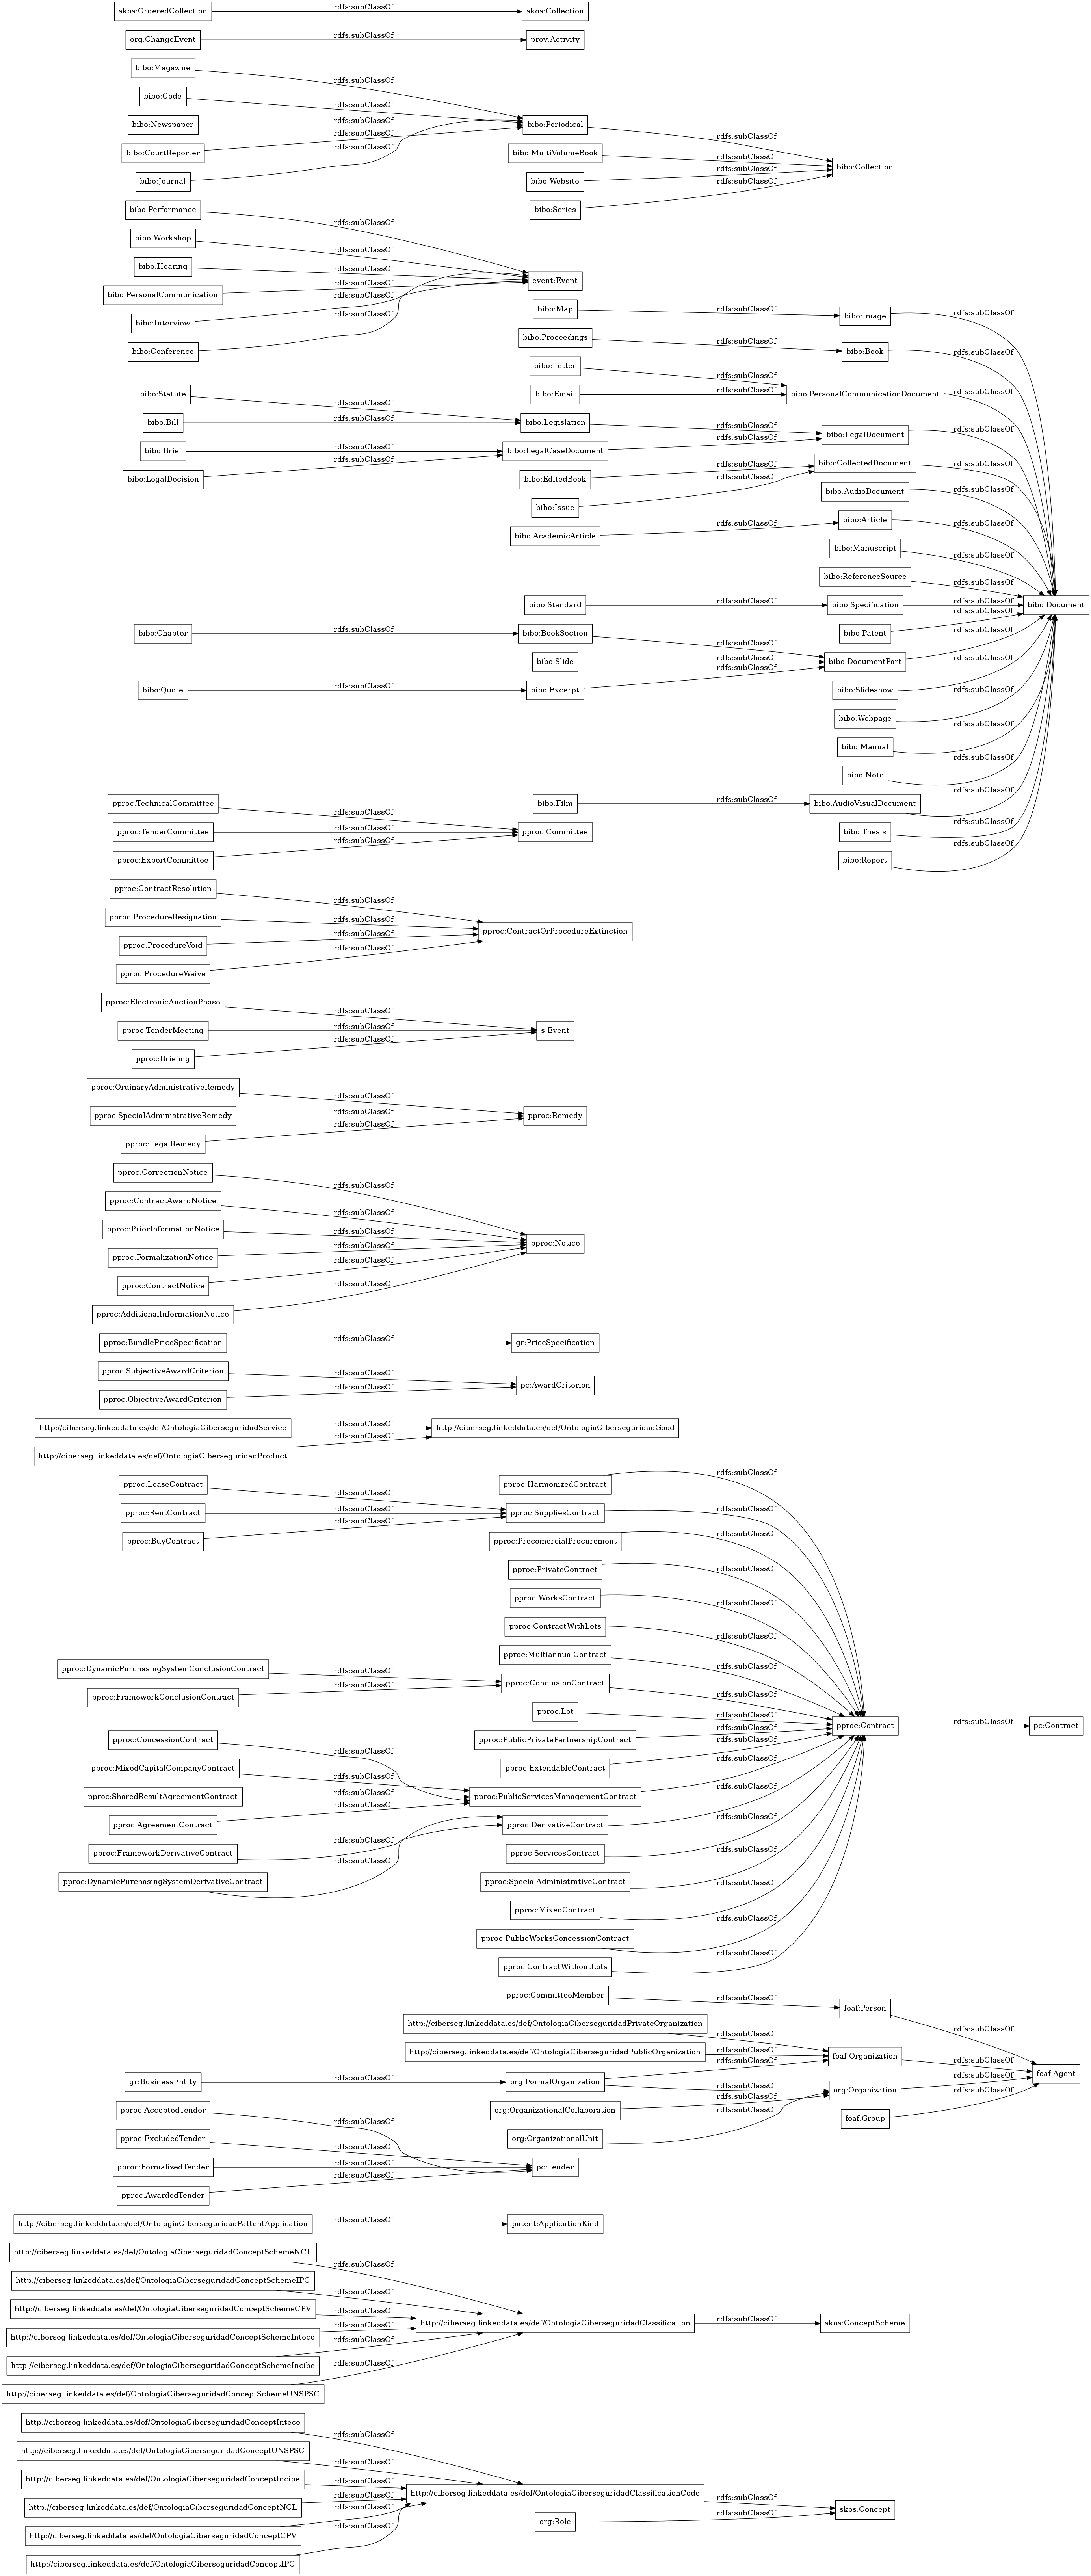 skos:OrderedCollection rdfs:subClassOf skos:Collection
org:ChangeEvent rdfs:subClassOf prov:Activity
bibo:Magazine rdfs:subClassOf
bibo:Code rdfs:subClassOf
bibo:Newspaper rdfs:subClassOf bibo:Periodical rdfs:subClassOf
bibo:CourtReporter rdfs:subClassOf bibo:MultiVolumeBook rdfs:subClassOf
bibo:Collection
bibo:Journal rdfs:subClassOf bibo:Website rdfs:subClassOf
bibo:Series rdfs:subClassOf
bibo:Performance rdfs:subClassOf
bibo:Workshop rdfs:subClassOf
bibo:Hearing rdfs:subClassOf
event:Event
bibo:PersonalCommunication rdfs:subClassOf
bibo:Interview rdfs:subClassOf
bibo:Conference rdfs:subClassOf
bibo:Map rdfs:subClassOf bibo:Image rdfs:subClassOf
bibo:Proceedings rdfs:subClassOf bibo:Book rdfs:subClassOf
bibo:Letter rdfs:subClassOf
bibo:Email rdfs:subClassOf bibo:PersonalCommunicationDocument rdfs:subClassOf
bibo:Statute rdfs:subClassOf
bibo:Bill rdfs:subClassOf bibo:Legislation rdfs:subClassOf
bibo:LegalDocument rdfs:subClassOf
bibo:Brief rdfs:subClassOf bibo:LegalCaseDocument rdfs:subClassOf
bibo:LegalDecision rdfs:subClassOf
bibo:EditedBook rdfs:subClassOf bibo:CollectedDocument rdfs:subClassOf
bibo:Issue rdfs:subClassOf
bibo:AudioDocument rdfs:subClassOf
bibo:AcademicArticle rdfs:subClassOf bibo:Article rdfs:subClassOf
bibo:Manuscript rdfs:subClassOf
bibo:ReferenceSource rdfs:subClassOf
bibo:Standard rdfs:subClassOf bibo:Specification rdfs:subClassOf bibo:Document
bibo:Patent rdfs:subClassOf
bibo:Chapter rdfs:subClassOf bibo:BookSection rdfs:subClassOf
bibo:Slide rdfs:subClassOf bibo:DocumentPart rdfs:subClassOf
bibo:Quote rdfs:subClassOf bibo:Excerpt rdfs:subClassOf
bibo:Slideshow rdfs:subClassOf
bibo:Webpage rdfs:subClassOf
bibo:Manual rdfs:subClassOf
bibo:Note rdfs:subClassOf
bibo:Film rdfs:subClassOf bibo:AudioVisualDocument rdfs:subClassOf
bibo:Thesis rdfs:subClassOf
bibo:Report rdfs:subClassOf
pproc:TechnicalCommittee rdfs:subClassOf
pproc:TenderCommittee rdfs:subClassOf pproc:Committee
pproc:ExpertCommittee rdfs:subClassOf
pproc:ContractResolution rdfs:subClassOf
pproc:ProcedureResignation rdfs:subClassOf
pproc:ContractOrProcedureExtinction
pproc:ProcedureVoid rdfs:subClassOf
pproc:ProcedureWaive rdfs:subClassOf
pproc:ElectronicAuctionPhase rdfs:subClassOf
pproc:TenderMeeting rdfs:subClassOf s:Event
pproc:Briefing rdfs:subClassOf
pproc:OrdinaryAdministrativeRemedy rdfs:subClassOf
pproc:SpecialAdministrativeRemedy rdfs:subClassOf pproc:Remedy
pproc:LegalRemedy rdfs:subClassOf
pproc:CorrectionNotice rdfs:subClassOf
pproc:ContractAwardNotice rdfs:subClassOf
pproc:PriorInformationNotice rdfs:subClassOf
pproc:Notice
pproc:FormalizationNotice rdfs:subClassOf
pproc:ContractNotice rdfs:subClassOf
pproc:AdditionalInformationNotice rdfs:subClassOf
pproc:BundlePriceSpecification rdfs:subClassOf gr:PriceSpecification
pproc:SubjectiveAwardCriterion rdfs:subClassOf
pc:AwardCriterion
pproc:ObjectiveAwardCriterion rdfs:subClassOf
http://ciberseg.linkeddata.es/def/OntologiaCiberseguridadService rdfs:subClassOf http://ciberseg.linkeddata.es/def/OntologiaCiberseguridadGood
http://ciberseg.linkeddata.es/def/OntologiaCiberseguridadProduct rdfs:subClassOf
pproc:LeaseContract rdfs:subClassOf pproc:HarmonizedContract rdfs:subClassOf
pproc:RentContract rdfs:subClassOf pproc:SuppliesContract rdfs:subClassOf
pproc:BuyContract rdfs:subClassOf pproc:PrecomercialProcurement rdfs:subClassOf
pproc:PrivateContract rdfs:subClassOf
pproc:WorksContract rdfs:subClassOf
pproc:ContractWithLots rdfs:subClassOf
pproc:MultiannualContract rdfs:subClassOf
pproc:DynamicPurchasingSystemConclusionContract rdfs:subClassOf pproc:ConclusionContract rdfs:subClassOf
pproc:FrameworkConclusionContract rdfs:subClassOf
pproc:Lot rdfs:subClassOf
pproc:Contract rdfs:subClassOf pc:Contract
pproc:ConcessionContract rdfs:subClassOf pproc:PublicPrivatePartnershipContract rdfs:subClassOf
pproc:MixedCapitalCompanyContract rdfs:subClassOf pproc:ExtendableContract rdfs:subClassOf
pproc:SharedResultAgreementContract rdfs:subClassOf pproc:PublicServicesManagementContract rdfs:subClassOf
pproc:AgreementContract rdfs:subClassOf pproc:DerivativeContract rdfs:subClassOf
pproc:FrameworkDerivativeContract rdfs:subClassOf pproc:ServicesContract rdfs:subClassOf
pproc:DynamicPurchasingSystemDerivativeContract rdfs:subClassOf pproc:SpecialAdministrativeContract rdfs:subClassOf
pproc:MixedContract rdfs:subClassOf
pproc:PublicWorksConcessionContract rdfs:subClassOf
pproc:ContractWithoutLots rdfs:subClassOf
pproc:CommitteeMember rdfs:subClassOf foaf:Person rdfs:subClassOf
http://ciberseg.linkeddata.es/def/OntologiaCiberseguridadPrivateOrganization rdfs:subClassOf
http://ciberseg.linkeddata.es/def/OntologiaCiberseguridadPublicOrganization rdfs:subClassOf foaf:Organization rdfs:subClassOf
foaf:Agent
gr:BusinessEntity rdfs:subClassOf org:FormalOrganization rdfs:subClassOf rdfs:subClassOf org:Organization rdfs:subClassOf
pproc:AcceptedTender rdfs:subClassOf org:OrganizationalCollaboration rdfs:subClassOf foaf:Group rdfs:subClassOf
pproc:ExcludedTender rdfs:subClassOf org:OrganizationalUnit rdfs:subClassOf
pproc:FormalizedTender rdfs:subClassOf pc:Tender
pproc:AwardedTender rdfs:subClassOf
http://ciberseg.linkeddata.es/def/OntologiaCiberseguridadPattentApplication rdfs:subClassOf patent:ApplicationKind
http://ciberseg.linkeddata.es/def/OntologiaCiberseguridadConceptSchemeNCL rdfs:subClassOf
http://ciberseg.linkeddata.es/def/OntologiaCiberseguridadConceptSchemeIPC rdfs:subClassOf
http://ciberseg.linkeddata.es/def/OntologiaCiberseguridadConceptSchemeCPV rdfs:subClassOf
http://ciberseg.linkeddata.es/def/OntologiaCiberseguridadClassification rdfs:subClassOf skos:ConceptScheme
http://ciberseg.linkeddata.es/def/OntologiaCiberseguridadConceptSchemeInteco rdfs:subClassOf
http://ciberseg.linkeddata.es/def/OntologiaCiberseguridadConceptSchemeIncibe rdfs:subClassOf
http://ciberseg.linkeddata.es/def/OntologiaCiberseguridadConceptSchemeUNSPSC rdfs:subClassOf
http://ciberseg.linkeddata.es/def/OntologiaCiberseguridadConceptInteco rdfs:subClassOf
http://ciberseg.linkeddata.es/def/OntologiaCiberseguridadConceptUNSPSC rdfs:subClassOf
http://ciberseg.linkeddata.es/def/OntologiaCiberseguridadConceptIncibe rdfs:subClassOf
http://ciberseg.linkeddata.es/def/OntologiaCiberseguridadClassificationCode rdfs:subClassOf
http://ciberseg.linkeddata.es/def/OntologiaCiberseguridadConceptNCL rdfs:subClassOf skos:Concept
org:Role rdfs:subClassOf
http://ciberseg.linkeddata.es/def/OntologiaCiberseguridadConceptCPV rdfs:subClassOf
http://ciberseg.linkeddata.es/def/OntologiaCiberseguridadConceptIPC rdfs:subClassOf